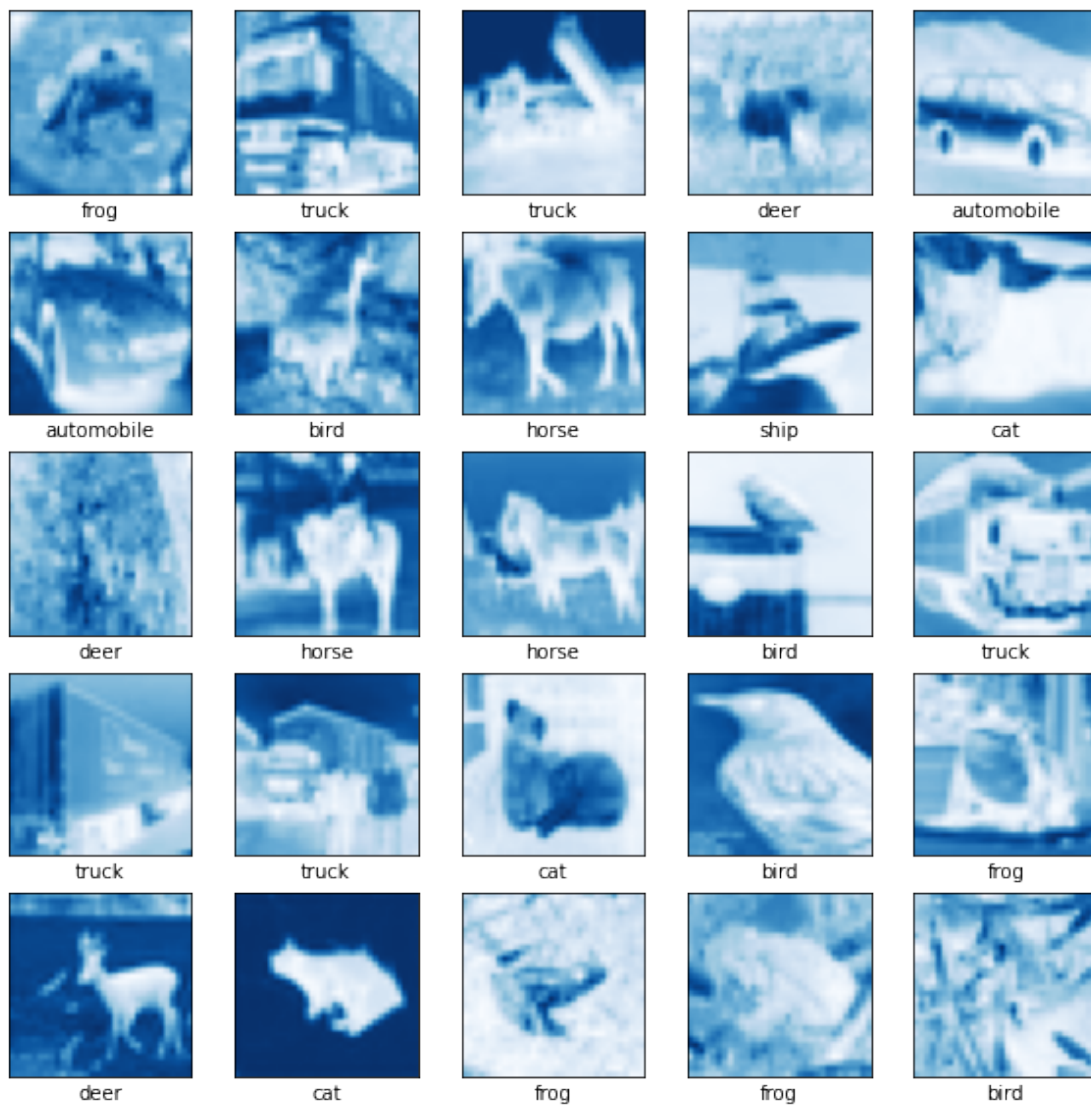 frog truck truck deer automobile
automobile bird horse ship cat
deer horse horse bird truck
truck truck cat bird frog
deer cat frog frog bird